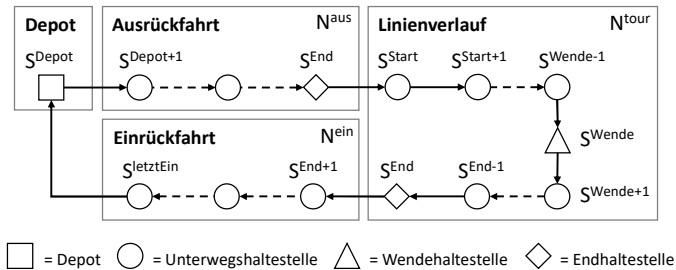 Depot
S^Depot
Ausrückfahrt N^aus
S^Depot+1 S^End
Linienverlauf N^tour
S^Start S^Start+1 S^Wende-1
S^Wende
S^Wende+1
S^End-1
S^End
Einrückfahrt N^ein
S^letztEin S^End+1
= Depot = Unterwegshaltestelle = Wendehaltestelle = Endhaltestelle